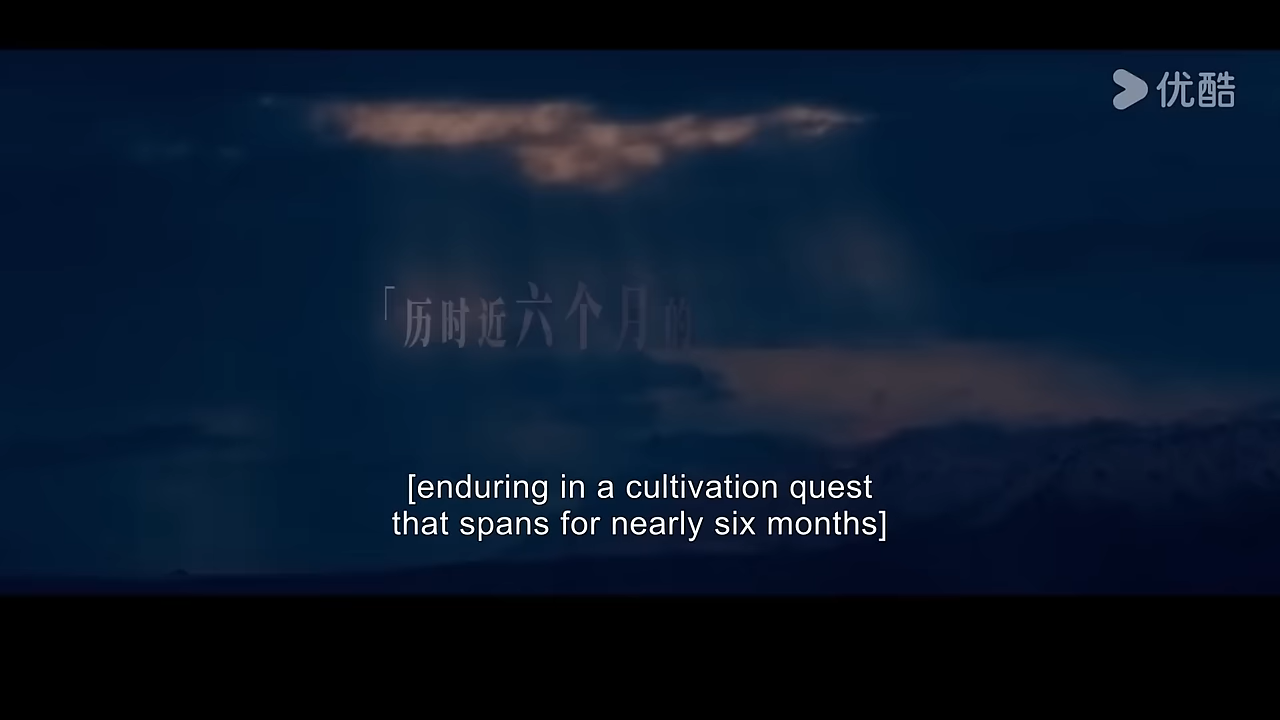 优酷
「历时近六个月的
[enduring in a cultivation quest
that spans for nearly six months]